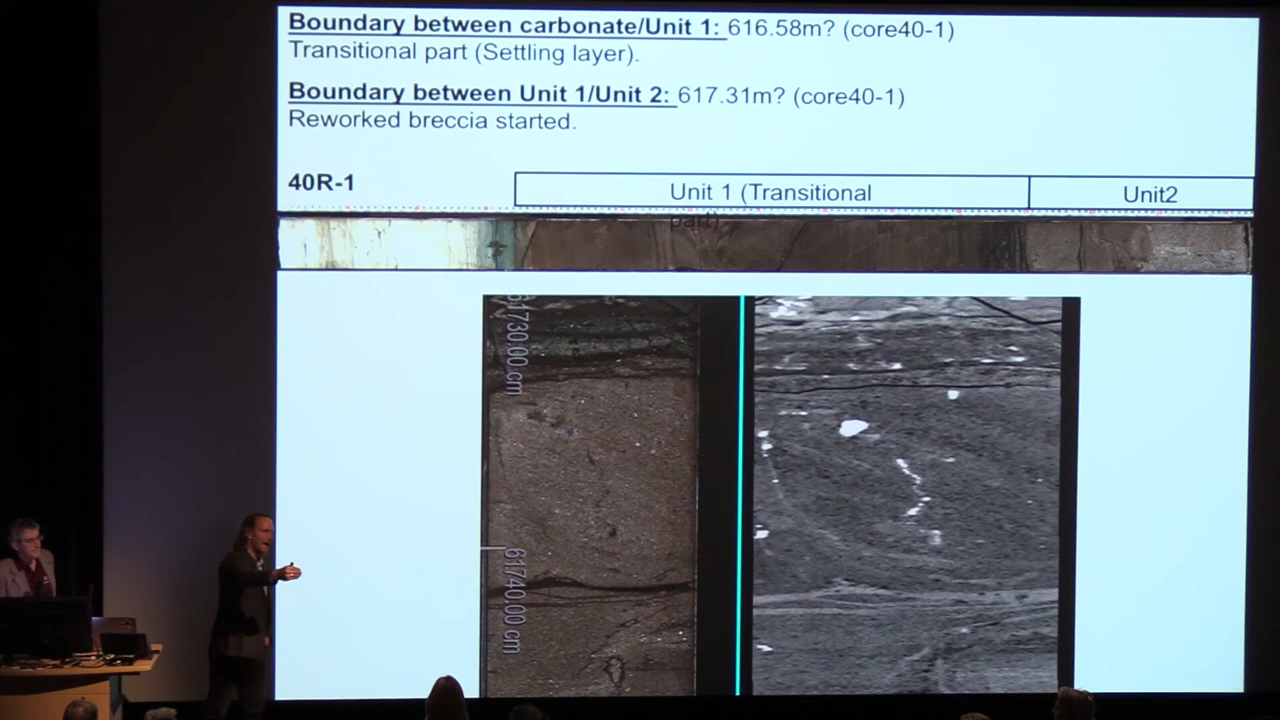 Boundary between carbonate/Unit 1: 616.58m? (core40-1)
Transitional part (Settling layer).
Boundary between Unit 1/Unit 2: 617.31m? (core40-1)
Reworked breccia started.
40R-1
Unit 1 (Transitional
part)
Unit2
61730.00 cm
61740.00 cm